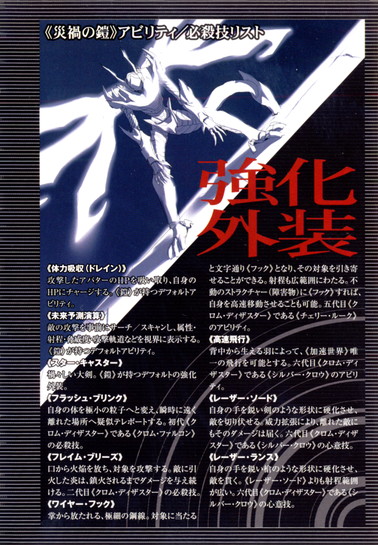 《災禍の鎧》アビリティ／必殺技リスト
強化
外装
《体力吸収(ドレイン)》
攻撃したアバターのHPを吸い取り、自身の
HPにチャージする。《鎧》が持つデフォルトアビ
リティ。
《未来予測演算》
敵の攻撃を事前にサーチ／スキャンし、属性・
射程・脅威度・攻撃軌道などを視界に表示する。
《鎧》が持つデフォルトアビリティ。
《スター・キャスター》
禍々しい大剣。《鎧》が持つデフォルトの強化
外装。
《フラッシュ・ブリンク》
自身の体を極小の粒子へと変え、瞬時に遠く
離れた場所へ疑似テレポートする。初代《ク
ロム・ディザスター》である《クロム・ファルコン》
の必殺技。
《フレイム・ブリーズ》
口から火焔を放ち、対象を攻撃する。敵に引
火した炎は、鎮火されるまでダメージを与え続
ける。二代目《クロム・ディザスター》の必殺技。
《ワイヤー・フック》
掌から放たれる、極細の鋼線。対象に当たる
と文字通り《フック》となり、その対象を引き寄
せることができる。射程も広範囲にわたる。不
動のストラクチャー(障害物)に《フック》すれば、
自身を高速移動させることも可能。五代目《ク
ロム・ディザスター》である《チェリー・ルーク》
のアビリティ。
《高速飛行》
背中から生える羽によって、《加速世界》唯
一の飛行を可能とする。六代目《クロム・ディ
ザスター》である《シルバー・クロウ》のアビリ
ティ。
《レーザー・ソード》
自身の手を鋭い剣のような形状に硬化させ、
敵を切り伏せる。威力拡張により、離れた敵に
もそのダメージは届く。六代目《クロム・ディザ
スター》である《シルバー・クロウ》の心意技。
《レーザー・ランス》
自身の手を鋭い槍のような形状に硬化させ、
敵を貫く。《レーザー・ソード》よりも射程範囲
が広い。六代目《クロム・ディザスター》である《シ
ルバー・クロウ》の心意技。